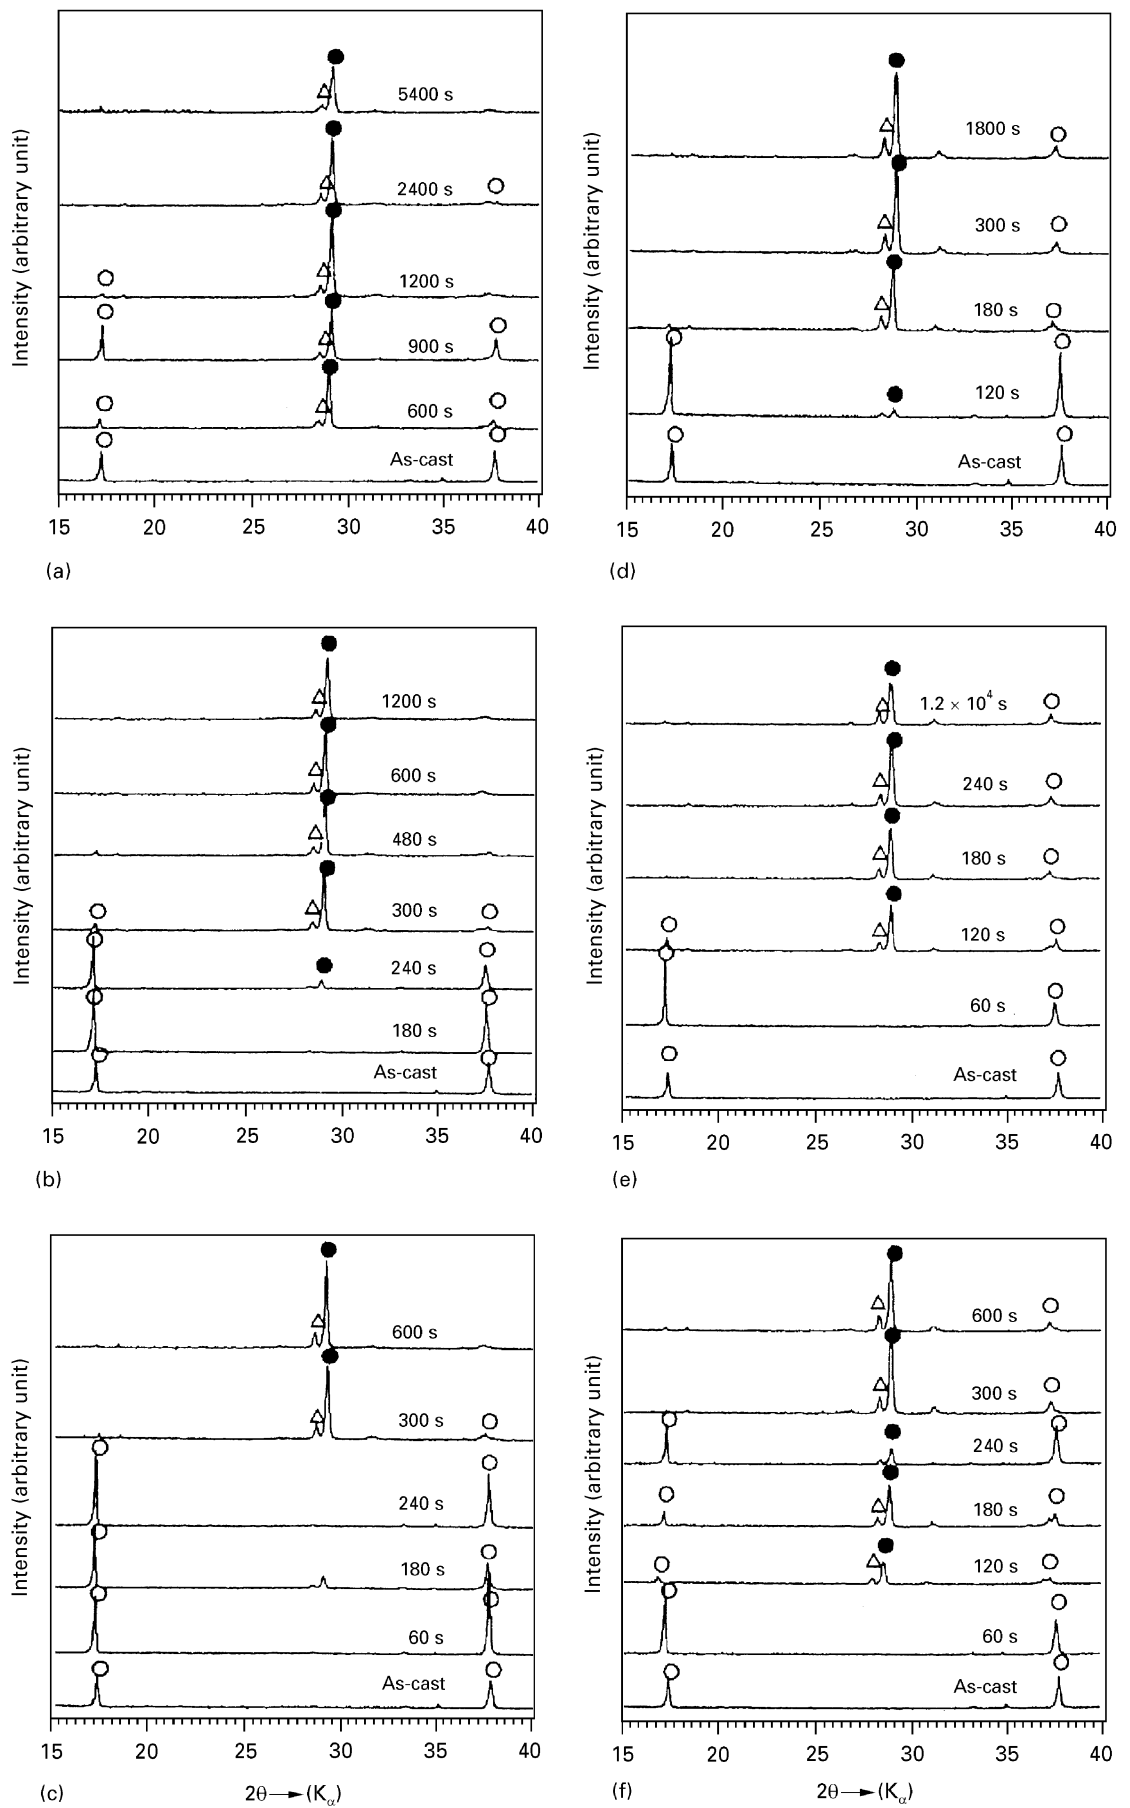 Intensity (arbitrary unit)
5400 s
2400 s
1200 s
900 s
600 s
As-cast
15 20 25 30 35 40
(a)
Intensity (arbitrary unit)
1800 s
300 s
180 s
120 s
As-cast
15 20 25 30 35 40
(d)
Intensity (arbitrary unit)
1200 s
600 s
480 s
300 s
240 s
180 s
As-cast
15 20 25 30 35 40
(b)
Intensity (arbitrary unit)
1.2 × 10⁴ s
240 s
180 s
120 s
60 s
As-cast
15 20 25 30 35 40
(e)
Intensity (arbitrary unit)
600 s
300 s
240 s
180 s
60 s
As-cast
15 20 25 30 35 40
(c) 2θ→(Kα)
Intensity (arbitrary unit)
600 s
300 s
240 s
180 s
120 s
60 s
As-cast
15 20 25 30 35 40
(f) 2θ→(Kα)